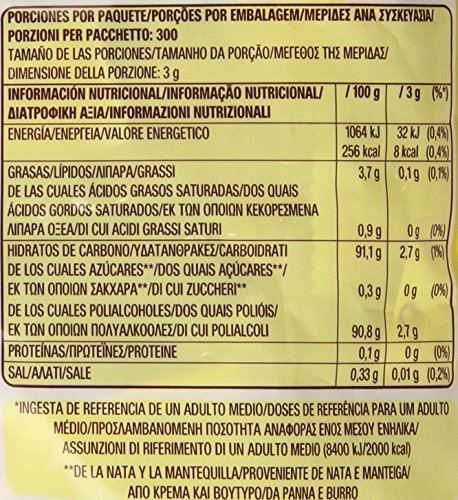 PORCIONES POR PAQUETE/PORÇÕES POR EMBALAGEM/ΜΕΡΙΔΕΣ ΑΝΑ ΣΥΣΚΕΥΑΣΙΑ/
PORZIONI PER PACCHETTO: 300
TAMAÑO DE LAS PORCIONES/TAMANHO DA PORÇÃO/ΜΕΓΕΘΟΣ ΤΗΣ ΜΕΡΙΔΑΣ/
DIMENSIONE DELLA PORZIONE: 3 g
INFORMACIÓN NUTRICIONAL/INFORMAÇÃO NUTRICIONAL/ / 100 g / 3 g (%*)
ΔΙΑΤΡΟΦΙΚΗ ΑΞΙΑ/INFORMAZIONI NUTRIZIONALI
ENERGÍA/ΕΝΕΡΓΕΙΑ/VALORE ENERGETICO 1064 kJ 32 kJ (0,4%)
256 kcal 8 kcal (0,4%)
GRASAS/LÍPIDOS/ΛΙΠΑΡΑ/GRASSI 3,7 g 0,1 g (0,1%)
DE LAS CUALES ÁCIDOS GRASOS SATURADAS/DOS QUAIS
ÁCIDOS GORDOS SATURADOS/ΕΚ ΤΩΝ ΟΠΟΙΩΝ ΚΕΚΟΡΕΣΜΕΝΑ
ΛΙΠΑΡΑ ΟΞΕΑ/DI CUI ACIDI GRASSI SATURI 0,9 g 0 g (0%)
HIDRATOS DE CARBONO/ΥΔΑΤΑΝΘΡΑΚΕΣ/CARBOIDRATI 91,1 g 2,7 g (1%)
DE LOS CUALES AZÚCARES**/DOS QUAIS AÇÚCARES**/
ΕΚ ΤΩΝ ΟΠΟΙΩΝ ΣΑΚΧΑΡΑ**/DI CUI ZUCCHERI** 0,3 g 0 g (0%)
DE LOS CUALES POLIALCOHOLES/DOS QUAIS POLIÓIS/
ΕΚ ΤΩΝ ΟΠΟΙΩΝ ΠΟΛΥΑΛΚΟΟΛΕΣ/DI CUI POLIALCOLI 90,8 g 2,7 g
PROTEÍNAS/ΠΡΩΤΕΪΝΕΣ/PROTEINE 0,1 g 0 g (0%)
SAL/ΑΛΑΤΙ/SALE 0,33 g 0,01 g (0,2%)
*INGESTA DE REFERENCIA DE UN ADULTO MEDIO/DOSES DE REFERÊNCIA PARA UM ADULTO
MÉDIO/ΠΡΟΣΛΑΜΒΑΝΟΜΕΝΗ ΠΟΣΟΤΗΤΑ ΑΝΑΦΟΡΑΣ ΕΝΟΣ ΜΕΣΟΥ ΕΝΗΛΙΚΑ/
ASSUNZIONI DI RIFERIMENTO DI UN ADULTO MEDIO (8400 kJ/2000 kcal)
**DE LA NATA Y LA MANTEQUILLA/PROVENIENTE DE NATA E MANTEIGA/
ΑΠΟ ΚΡΕΜΑ ΚΑΙ ΒΟΥΤΥΡΟ/DA PANNA E BURRO